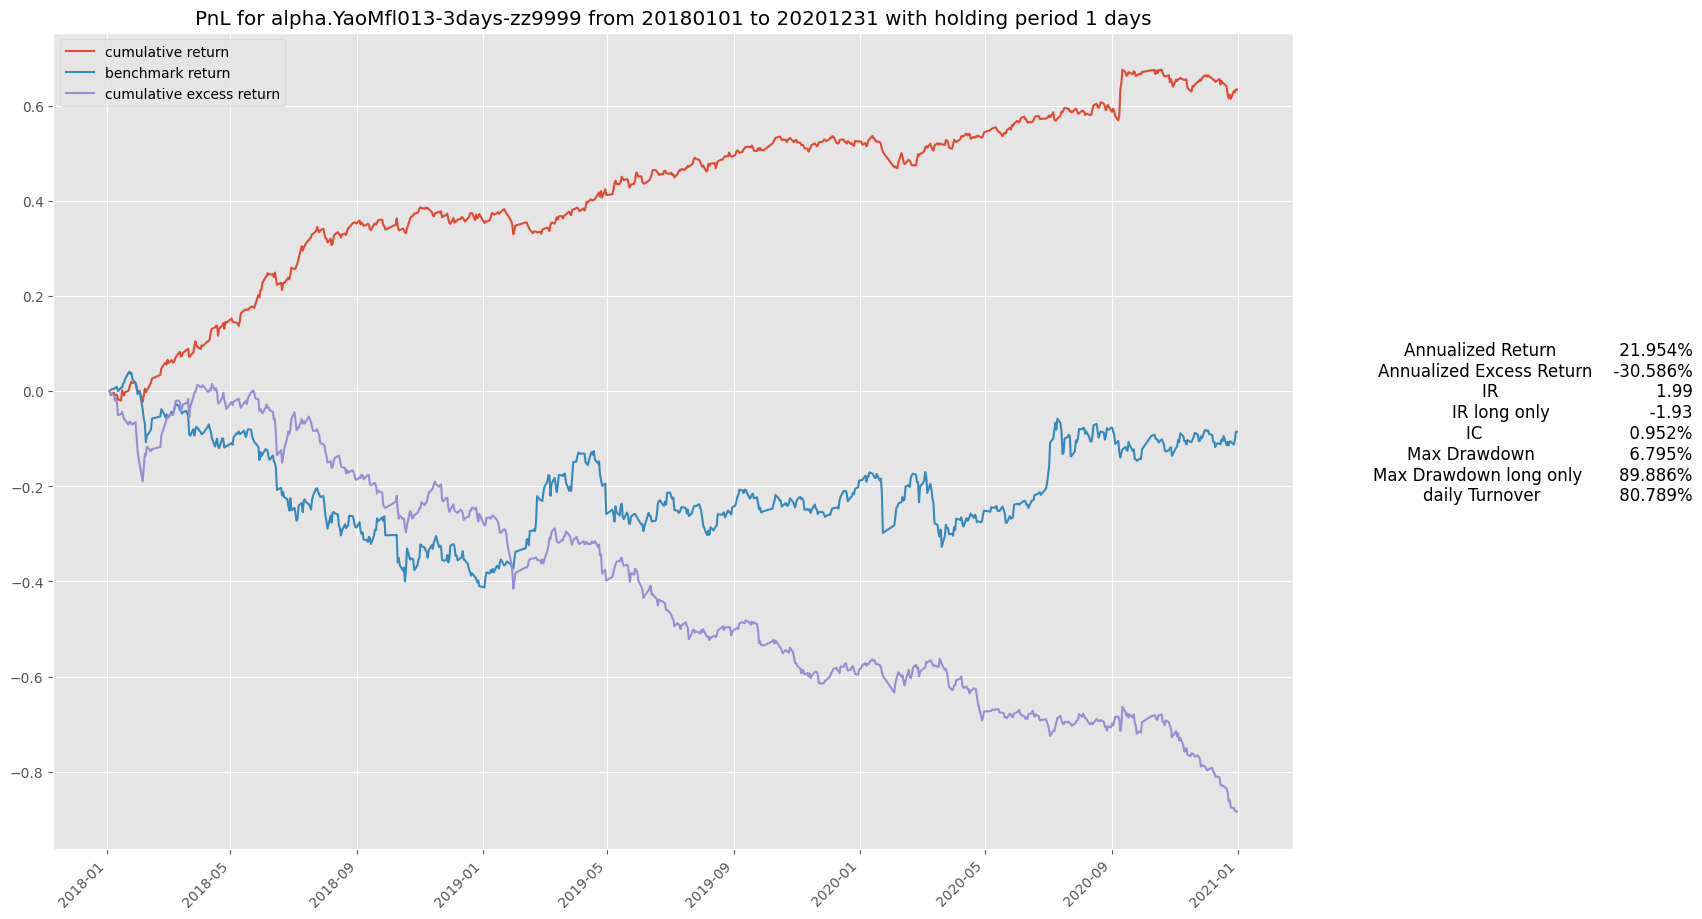 PnL for alpha.YaoMfl013-3days-zz9999 from 20180101 to 20201231 with holding period 1 days
cumulative return
benchmark return
cumulative excess return
0.6
0.4
0.2
0.0
−0.2
−0.4
−0.6
−0.8
2018-01
2018-05
2018-09
2019-01
2019-05
2019-09
2020-01
2020-05
2020-09
2021-01
Annualized Return 21.954%
Annualized Excess Return -30.586%
IR 1.99
IR long only -1.93
IC 0.952%
Max Drawdown 6.795%
Max Drawdown long only 89.886%
daily Turnover 80.789%